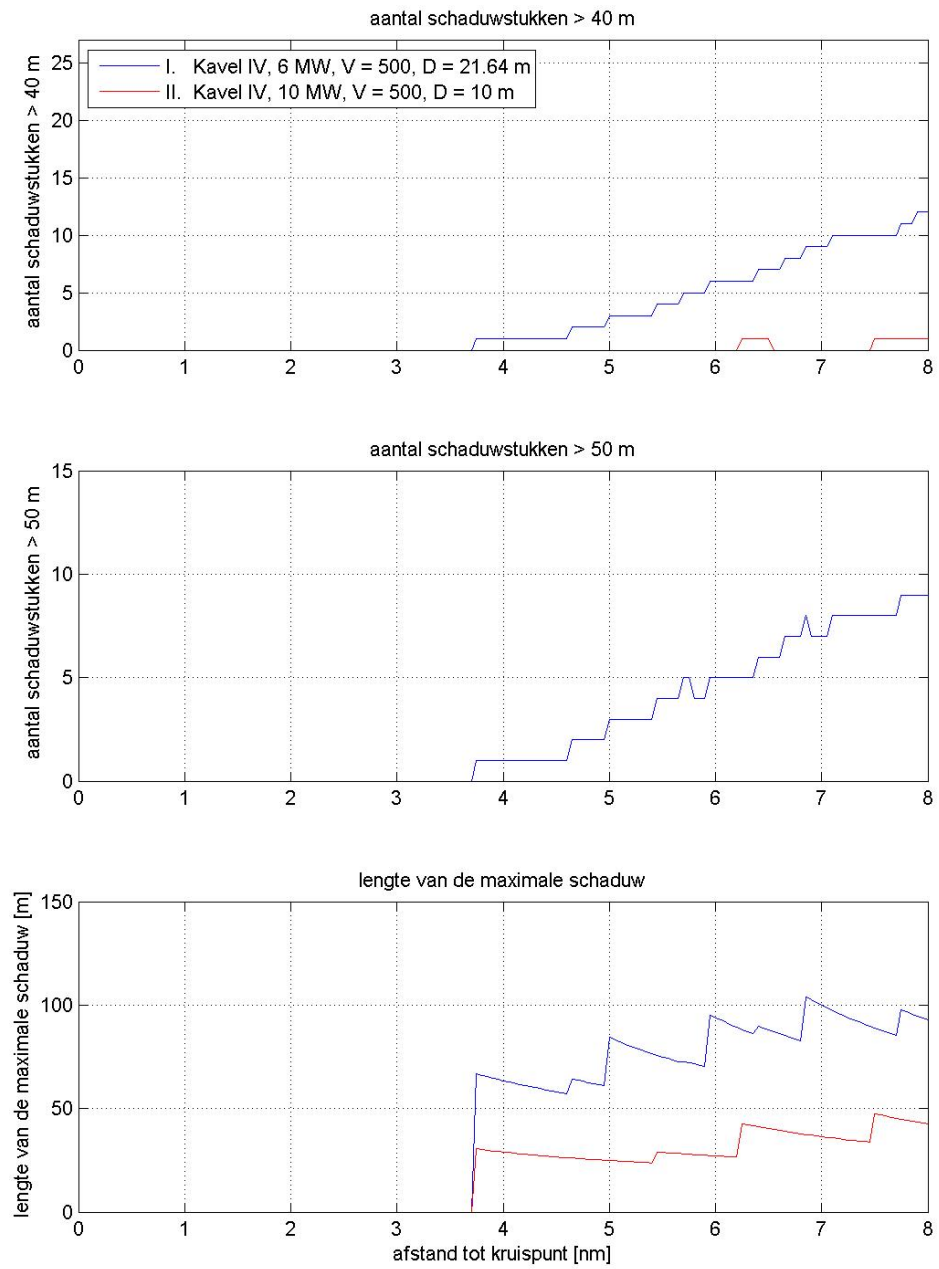 aantal schaduwstukken > 40 m
aantal schaduwstukken > 40 m
25
20
15
10
5
0
I. Kavel IV, 6 MW, V = 500, D = 21.64 m
II. Kavel IV, 10 MW, V = 500, D = 10 m
0 1 2 3 4 5 6 7 8
aantal schaduwstukken > 50 m
aantal schaduwstukken > 50 m
15
10
5
0
0 1 2 3 4 5 6 7 8
lengte van de maximale schaduw
lengte van de maximale schaduw [m]
150
100
50
0
0 1 2 3 4 5 6 7 8
afstand tot kruispunt [nm]